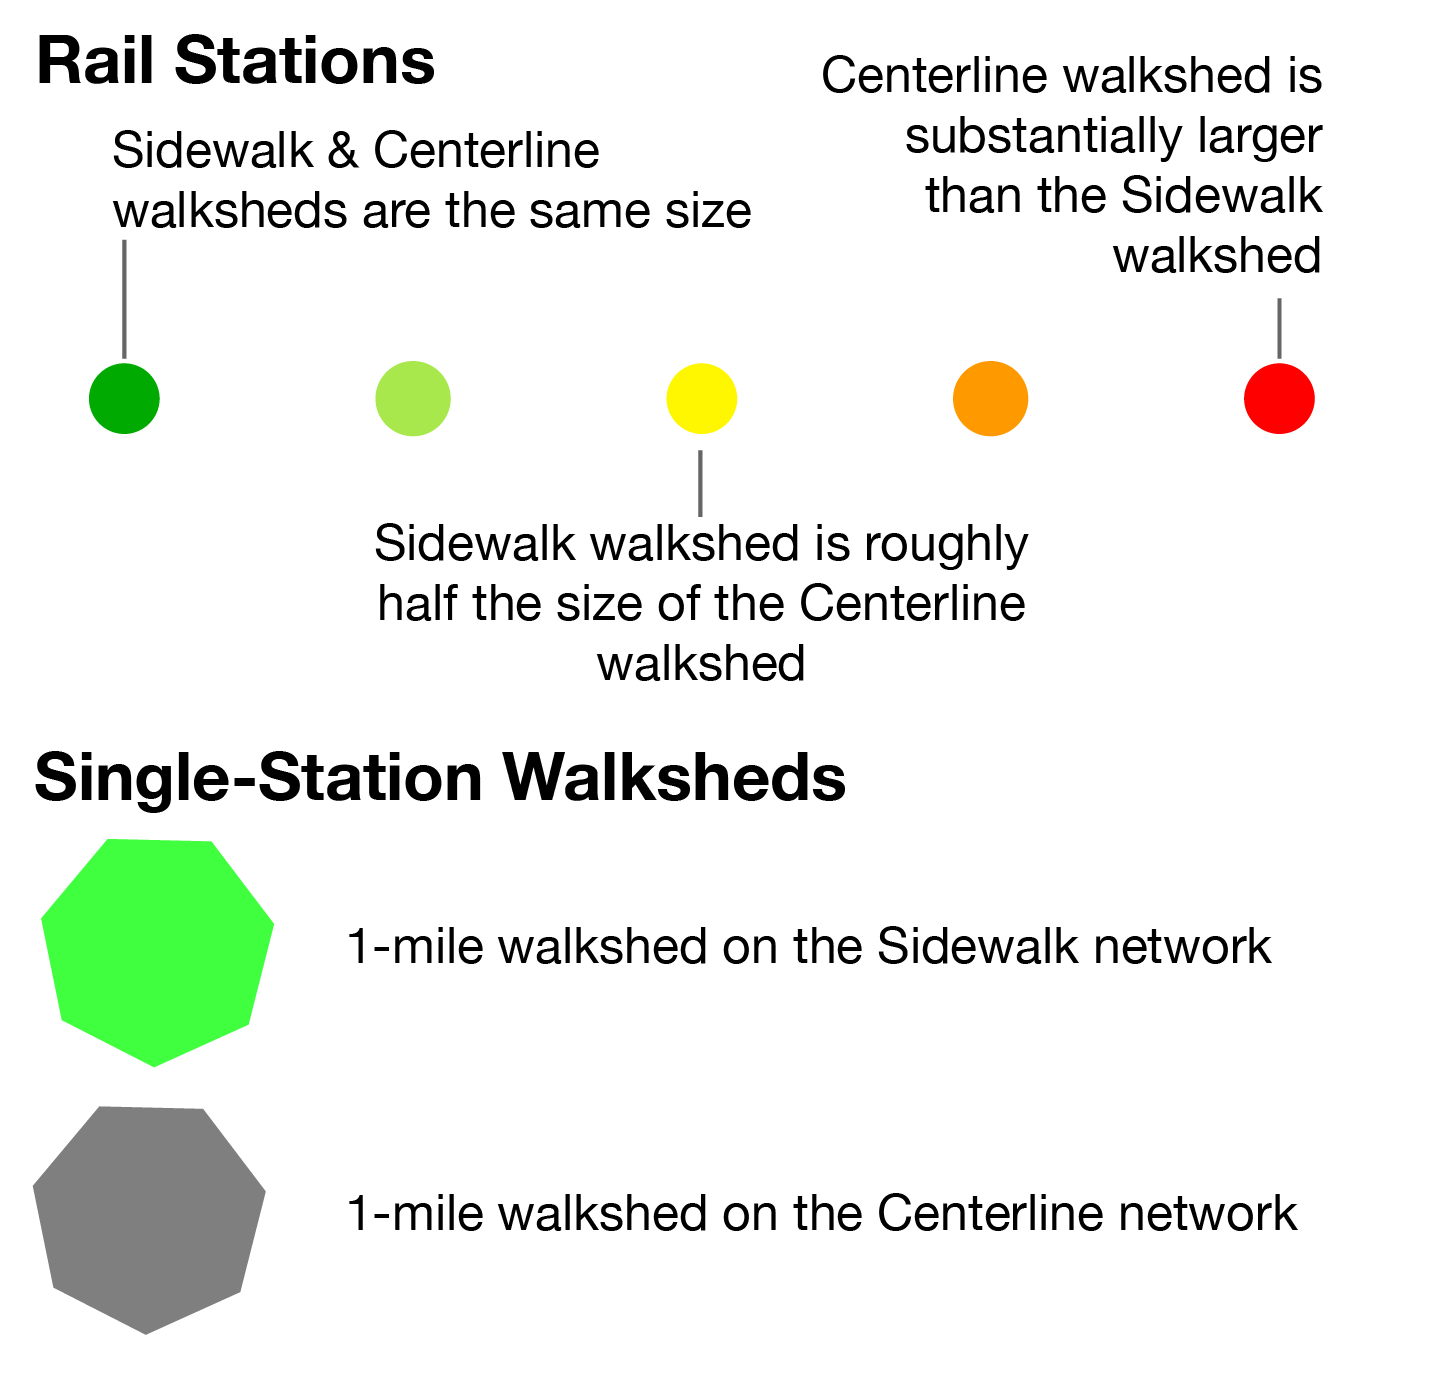 Rail Stations
Sidewalk & Centerline
walksheds are the same size
Centerline walkshed is
substantially larger
than the Sidewalk
walkshed
Sidewalk walkshed is roughly
half the size of the Centerline
walkshed
Single-Station Walksheds
1-mile walkshed on the Sidewalk network
1-mile walkshed on the Centerline network